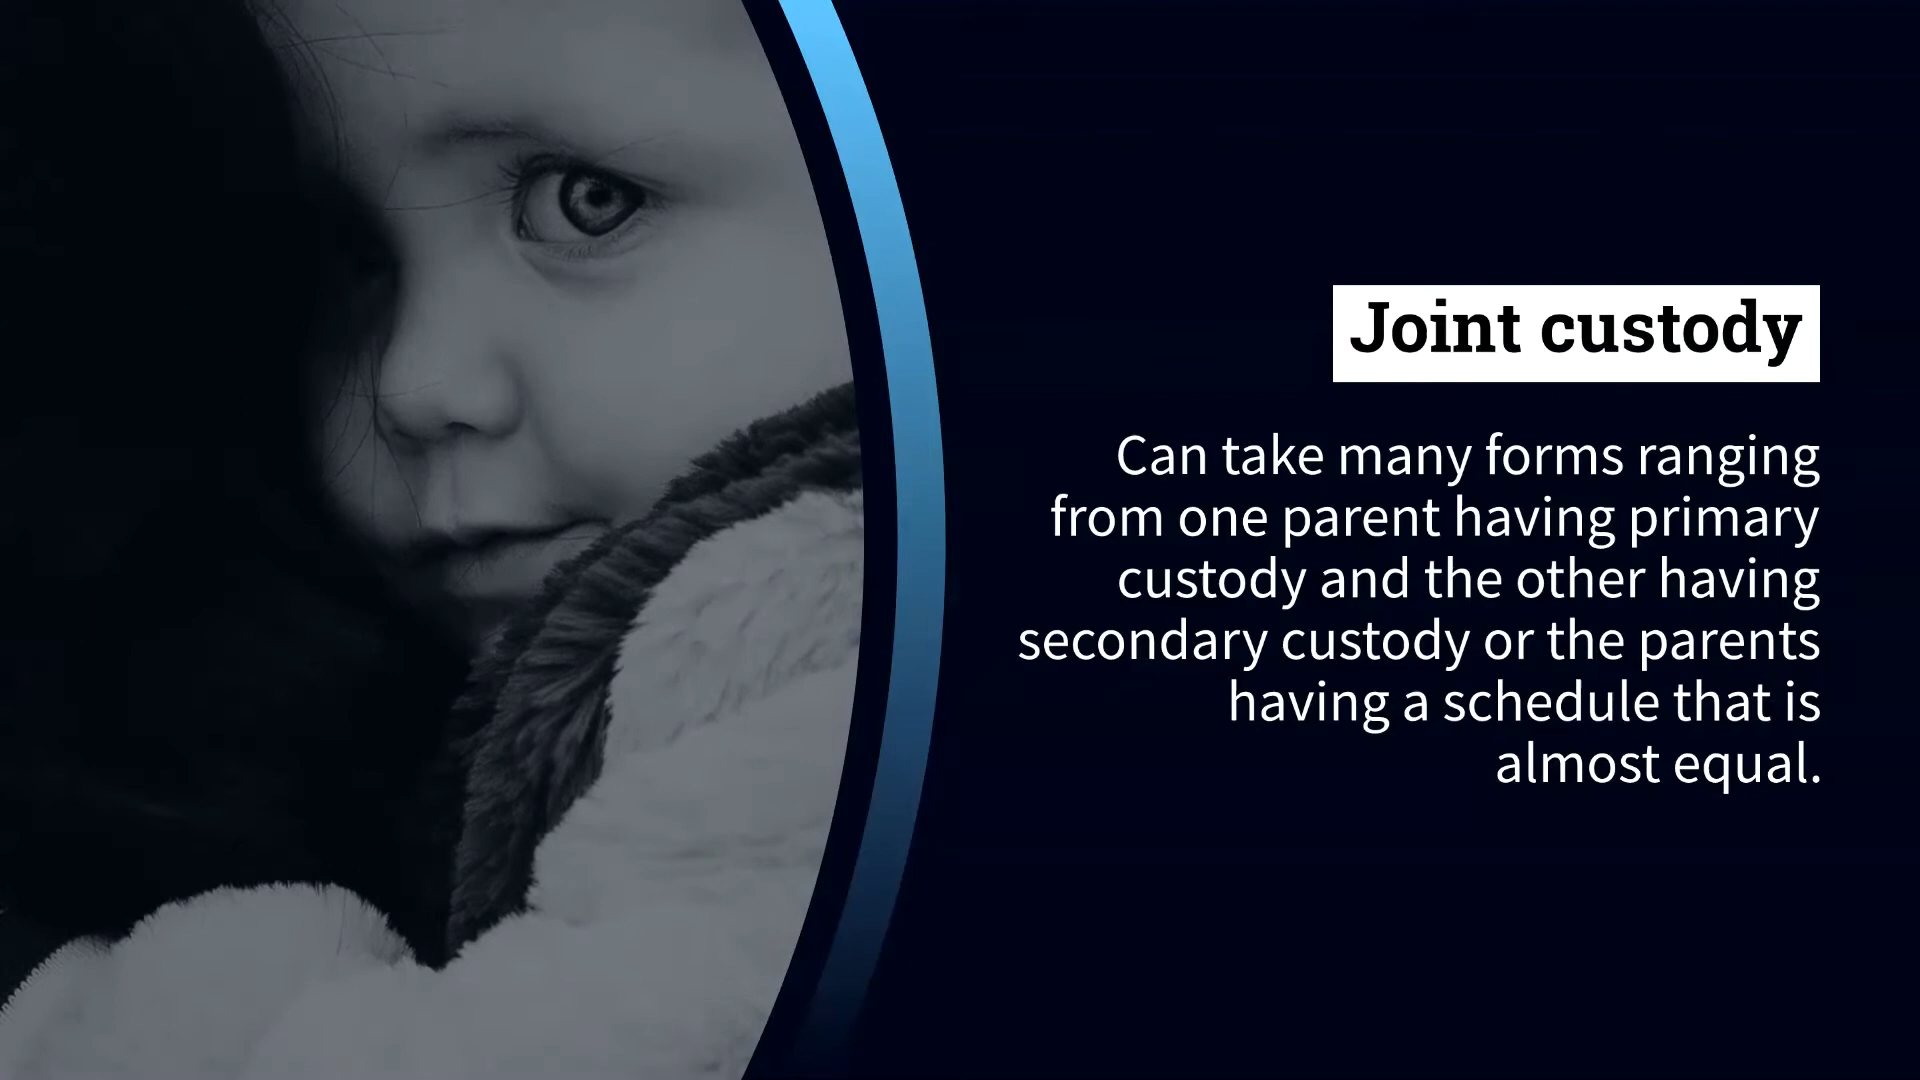 Joint custody
Can take many forms ranging
from one parent having primary
custody and the other having
secondary custody or the parents
having a schedule that is
almost equal.